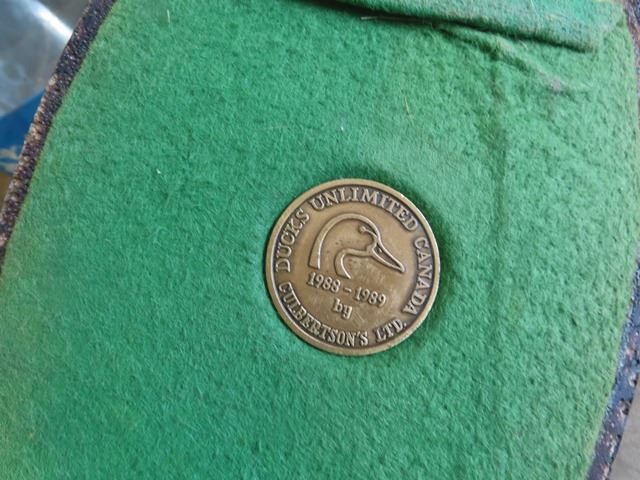 DUCKS UNLIMITED CANADA
1988-1989
by
CULBERTSON'S LTD.